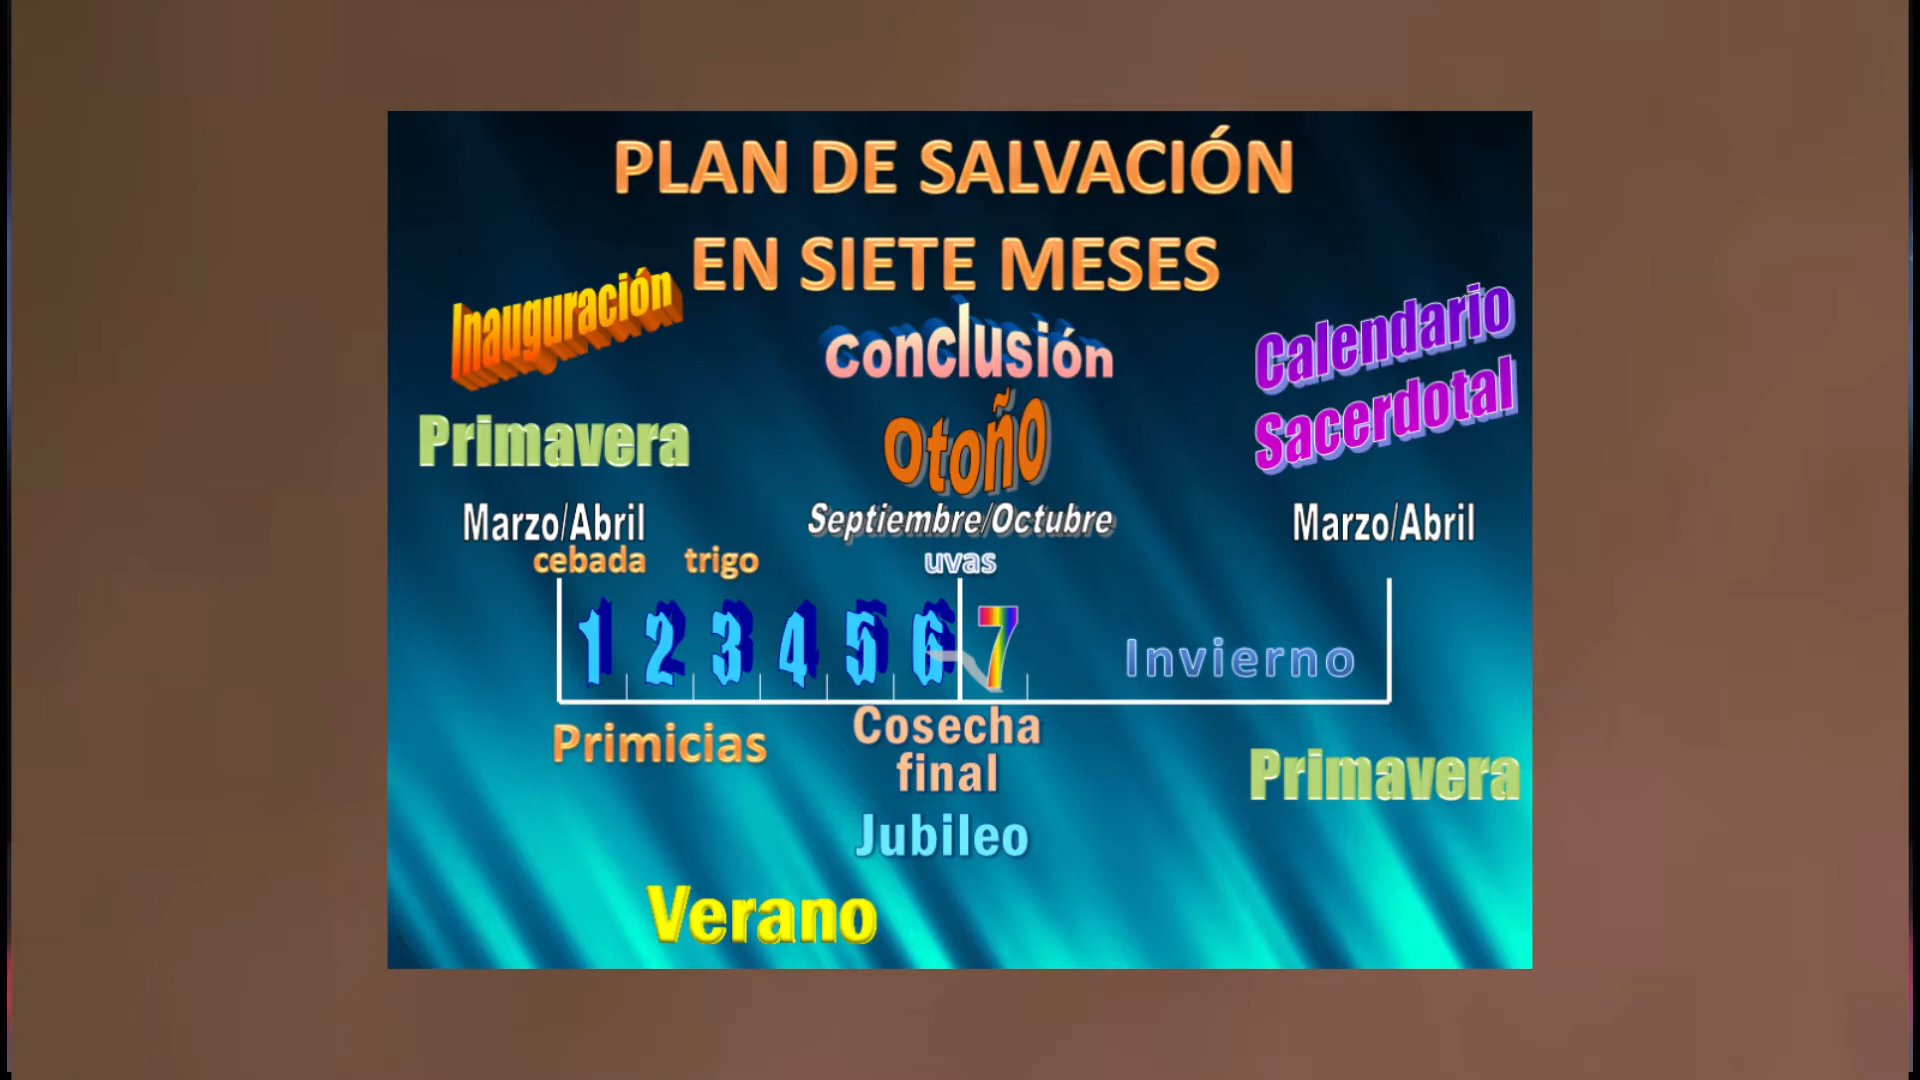 PLAN DE SALVACIÓN
EN SIETE MESES
Inauguración
Conclusión
Calendario
Sacerdotal
Primavera
Otoño
Marzo/Abril
Septiembre/Octubre
Marzo/Abril
cebada trigo uvas
1 2 3 4 5 6 7
Invierno
Primicias
Cosecha
final
Primavera
Jubileo
Verano